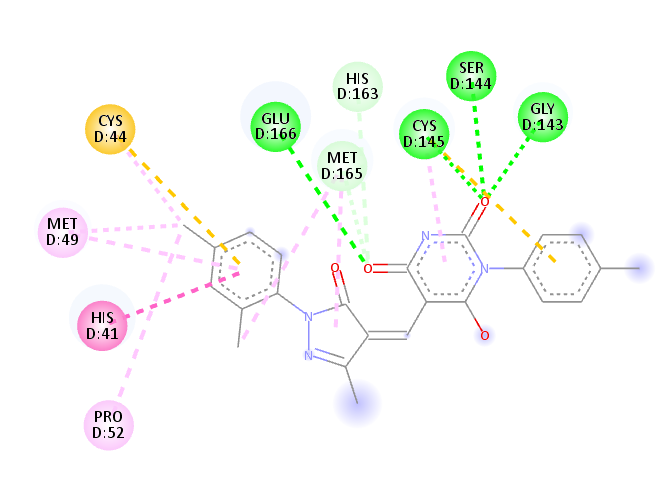 SER
D:144
HIS
D:163
GLY
D:143
GLU
D:166
CYS
D:145
CYS
D:44
MET
D:165
MET
D:49
HIS
D:41
PRO
D:52
O
N
O
O
N
O
N
N
O